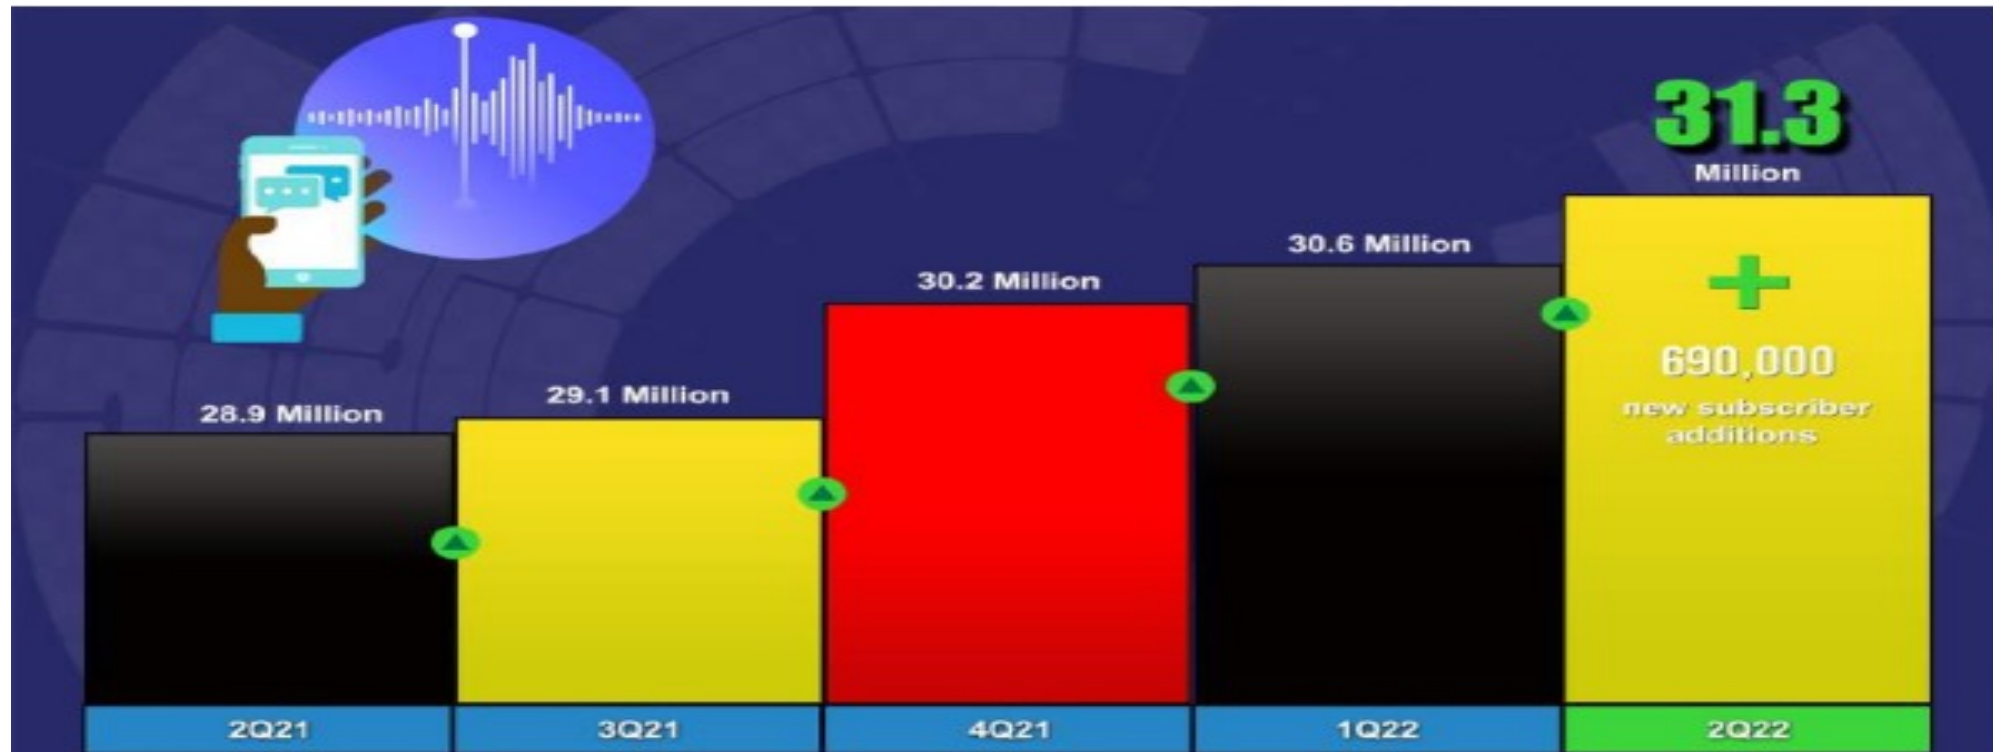 31.3
Million
30.6 Million
30.2 Million
29.1 Million
28.9 Million
690,000
new subscriber
additions
2Q21
3Q21
4Q21
1Q22
2Q22